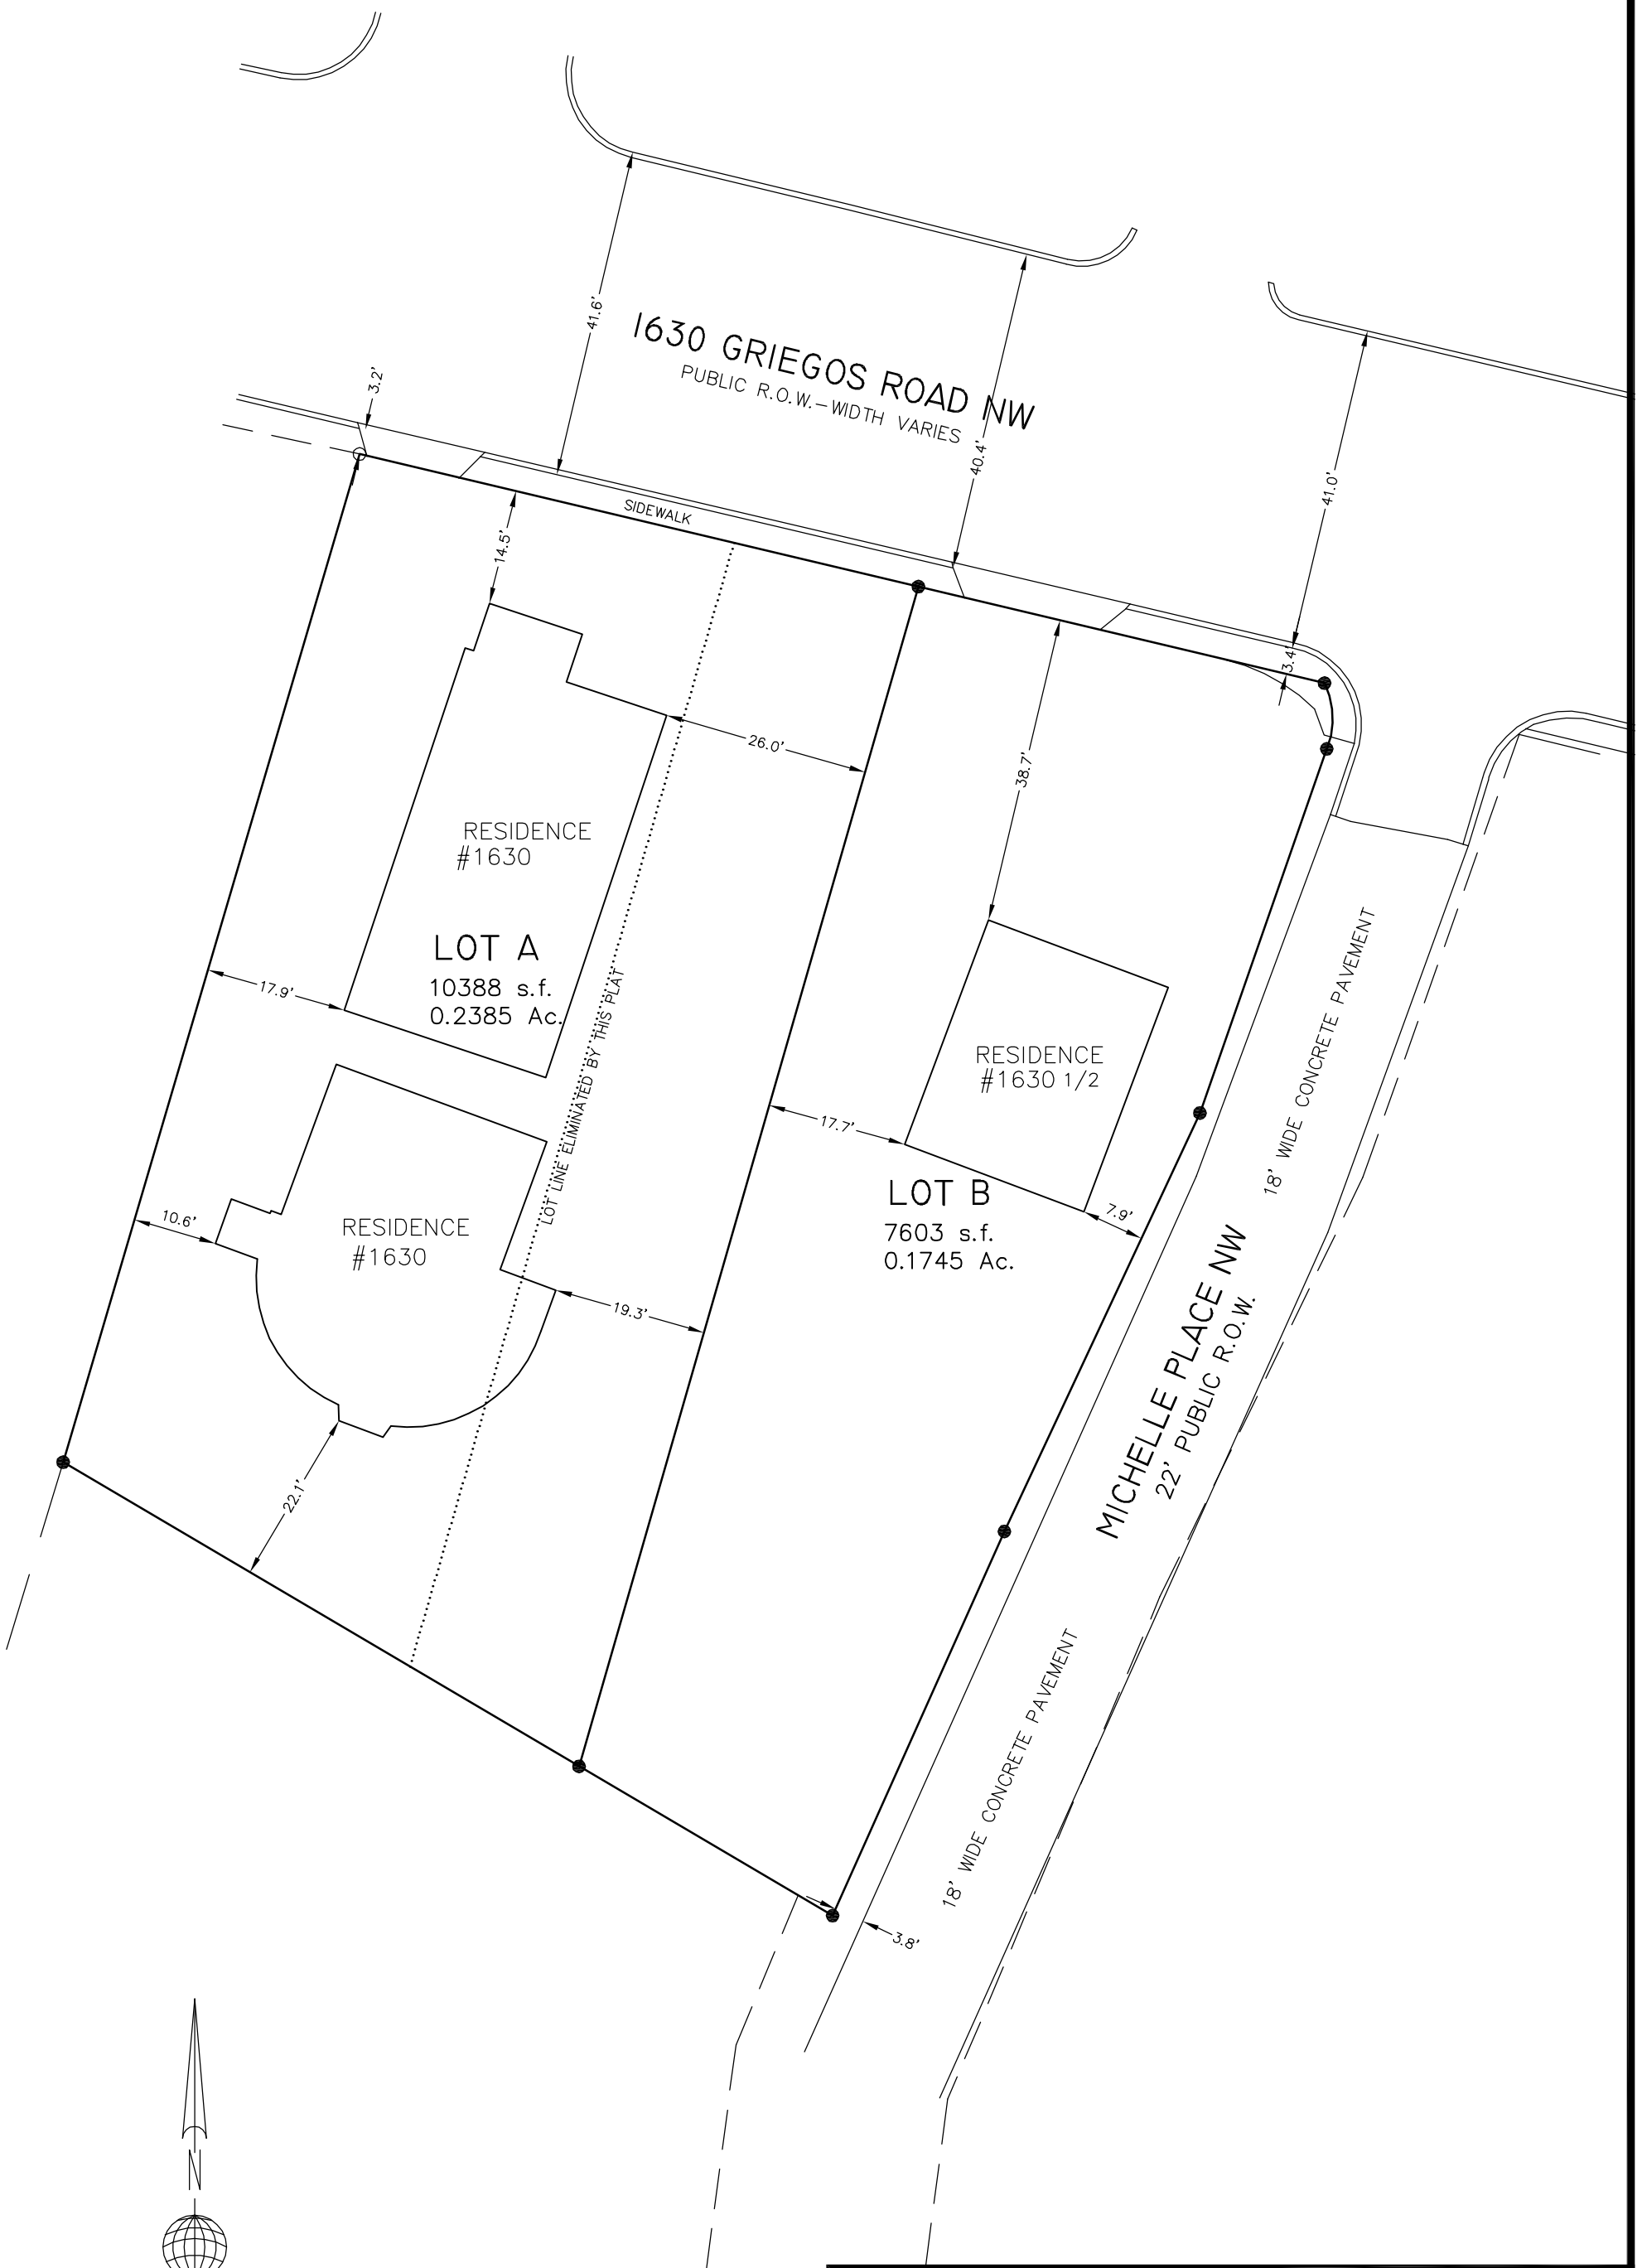 41.6'
1630 GRIEGOS ROAD NW
PUBLIC R.O.W.-WIDTH VARIES
3.2'
40.4'
41.0'
SIDEWALK
14.5'
3.4'
26.0'
38.7'
RESIDENCE
#1630
LOT A
10388 s.f.
0.2385 Ac.
17.9'
LOT LINE ELIMINATED BY THIS PLAT
RESIDENCE
#1630 1/2
17.7'
LOT B
7603 s.f.
0.1745 Ac.
7.9'
18' WIDE CONCRETE PAVEMENT
10.6'
RESIDENCE
#1630
19.3'
MICHELLE PLACE NW
22' PUBLIC R.O.W.
22.1'
18' WIDE CONCRETE PAVEMENT
3.8'
N